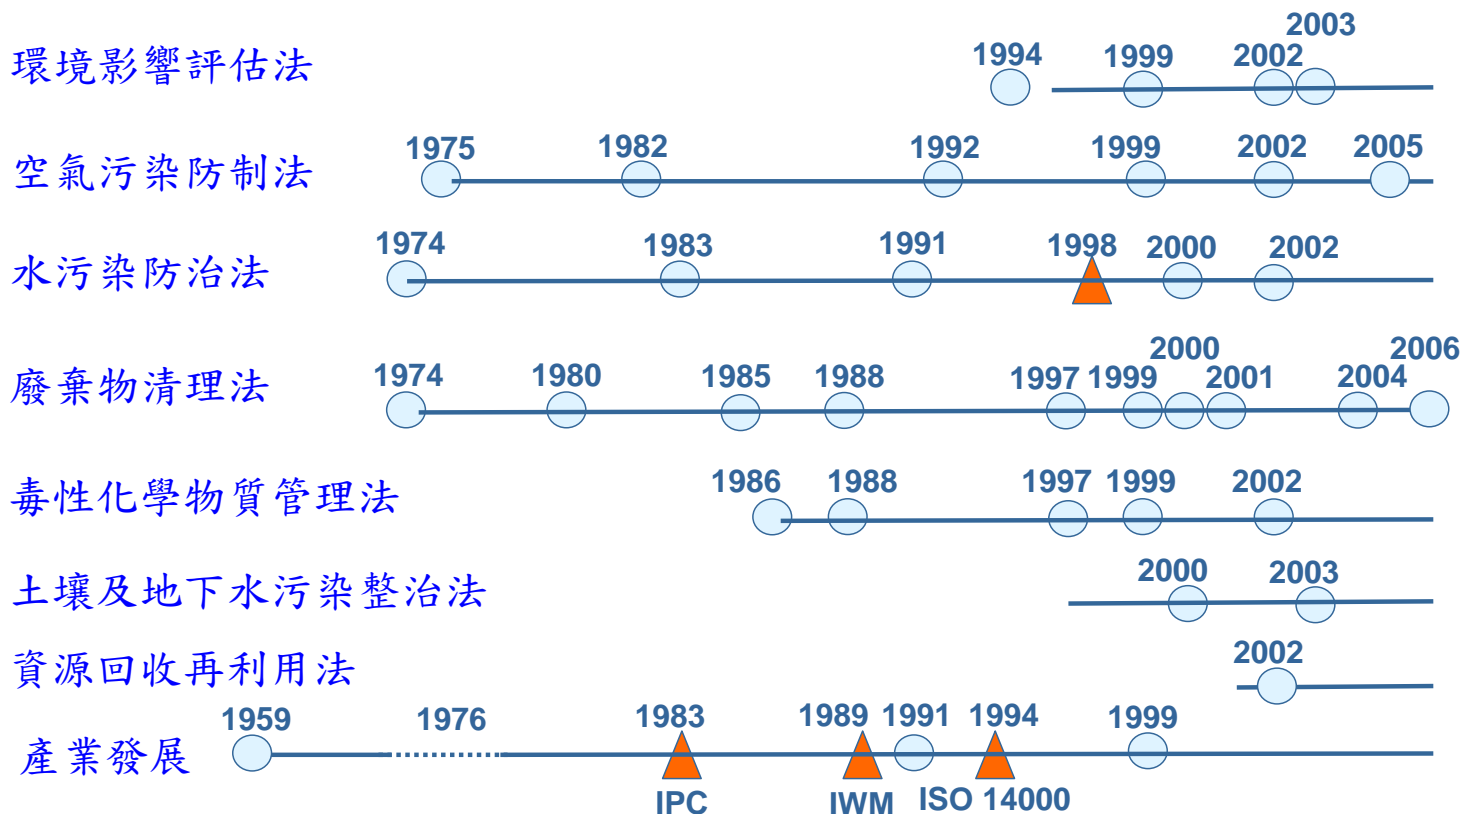 2003
1994 1999 2002
環境影響評估法
1975 1982 1992 1999 2002 2005
空氣污染防制法
1974 1983 1991 1998 2000 2002
水污染防治法
2000 2006
1974 1980 1985 1988 1997 1999 2001 2004
廢棄物清理法
1986 1988 1997 1999 2002
毒性化學物質管理法
2000 2003
土壤及地下水污染整治法
2002
資源回收再利用法
1959 1976 1983 1989 1991 1994 1999
產業發展
IPC IWM ISO 14000